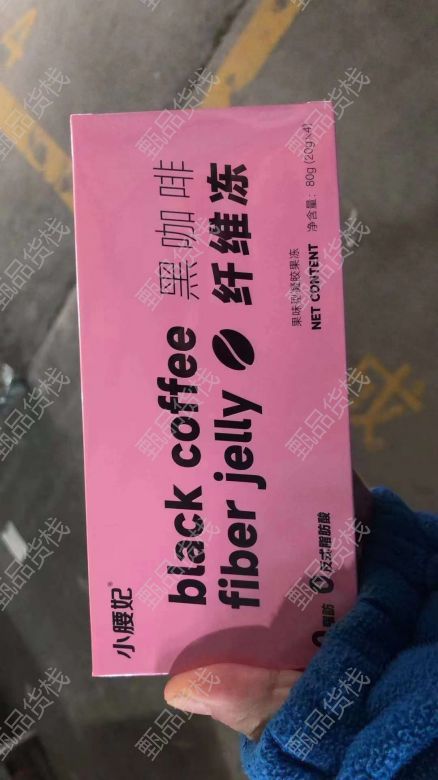 小腰妃®
black coffee 黑咖啡
fiber jelly 纤维冻
果味型凝胶果冻
NET CONTENT 净含量：80g (20g×4)
0脂肪
0反式脂肪酸
甄品货栈